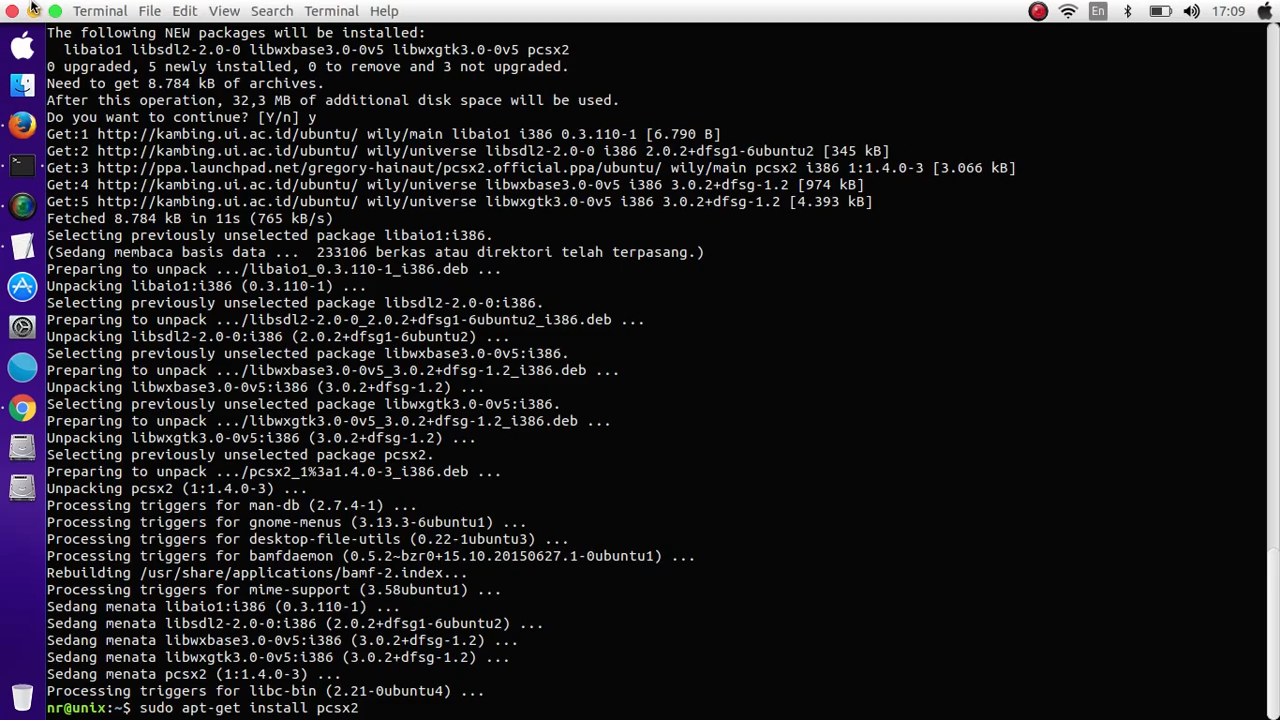 Terminal File Edit View Search Terminal Help En 17:09
The following NEW packages will be installed:
libaio1 libsdl2-2.0-0 libwxbase3.0-0v5 libwxgtk3.0-0v5 pcsx2
0 upgraded, 5 newly installed, 0 to remove and 3 not upgraded.
Need to get 8.784 kB of archives.
After this operation, 32,3 MB of additional disk space will be used.
Do you want to continue? [Y/n] y
Get:1 http://kambing.ui.ac.id/ubuntu/ wily/main libaio1 i386 0.3.110-1 [6.790 B]
Get:2 http://kambing.ui.ac.id/ubuntu/ wily/universe libsdl2-2.0-0 i386 2.0.2+dfsg1-6ubuntu2 [345 kB]
Get:3 http://ppa.launchpad.net/gregory-hainaut/pcsx2.official.ppa/ubuntu/ wily/main pcsx2 i386 1:1.4.0-3 [3.066 kB]
Get:4 http://kambing.ui.ac.id/ubuntu/ wily/universe libwxbase3.0-0v5 i386 3.0.2+dfsg-1.2 [974 kB]
Get:5 http://kambing.ui.ac.id/ubuntu/ wily/universe libwxgtk3.0-0v5 i386 3.0.2+dfsg-1.2 [4.393 kB]
Fetched 8.784 kB in 11s (765 kB/s)
Selecting previously unselected package libaio1:i386.
(Sedang membaca basis data ...  233106 berkas atau direktori telah terpasang.)
Preparing to unpack .../libaio1_0.3.110-1_i386.deb ...
Unpacking libaio1:i386 (0.3.110-1) ...
Selecting previously unselected package libsdl2-2.0-0:i386.
Preparing to unpack .../libsdl2-2.0-0_2.0.2+dfsg1-6ubuntu2_i386.deb ...
Unpacking libsdl2-2.0-0:i386 (2.0.2+dfsg1-6ubuntu2) ...
Selecting previously unselected package libwxbase3.0-0v5:i386.
Preparing to unpack .../libwxbase3.0-0v5_3.0.2+dfsg-1.2_i386.deb ...
Unpacking libwxbase3.0-0v5:i386 (3.0.2+dfsg-1.2) ...
Selecting previously unselected package libwxgtk3.0-0v5:i386.
Preparing to unpack .../libwxgtk3.0-0v5_3.0.2+dfsg-1.2_i386.deb ...
Unpacking libwxgtk3.0-0v5:i386 (3.0.2+dfsg-1.2) ...
Selecting previously unselected package pcsx2.
Preparing to unpack .../pcsx2_1%3a1.4.0-3_i386.deb ...
Unpacking pcsx2 (1:1.4.0-3) ...
Processing triggers for man-db (2.7.4-1) ...
Processing triggers for gnome-menus (3.13.3-6ubuntu1) ...
Processing triggers for desktop-file-utils (0.22-1ubuntu3) ...
Processing triggers for bamfdaemon (0.5.2~bzr0+15.10.20150627.1-0ubuntu1) ...
Rebuilding /usr/share/applications/bamf-2.index...
Processing triggers for mime-support (3.58ubuntu1) ...
Sedang menata libaio1:i386 (0.3.110-1) ...
Sedang menata libsdl2-2.0-0:i386 (2.0.2+dfsg1-6ubuntu2) ...
Sedang menata libwxbase3.0-0v5:i386 (3.0.2+dfsg-1.2) ...
Sedang menata libwxgtk3.0-0v5:i386 (3.0.2+dfsg-1.2) ...
Sedang menata pcsx2 (1:1.4.0-3) ...
Processing triggers for libc-bin (2.21-0ubuntu4) ...
nr@unix:~$ sudo apt-get install pcsx2